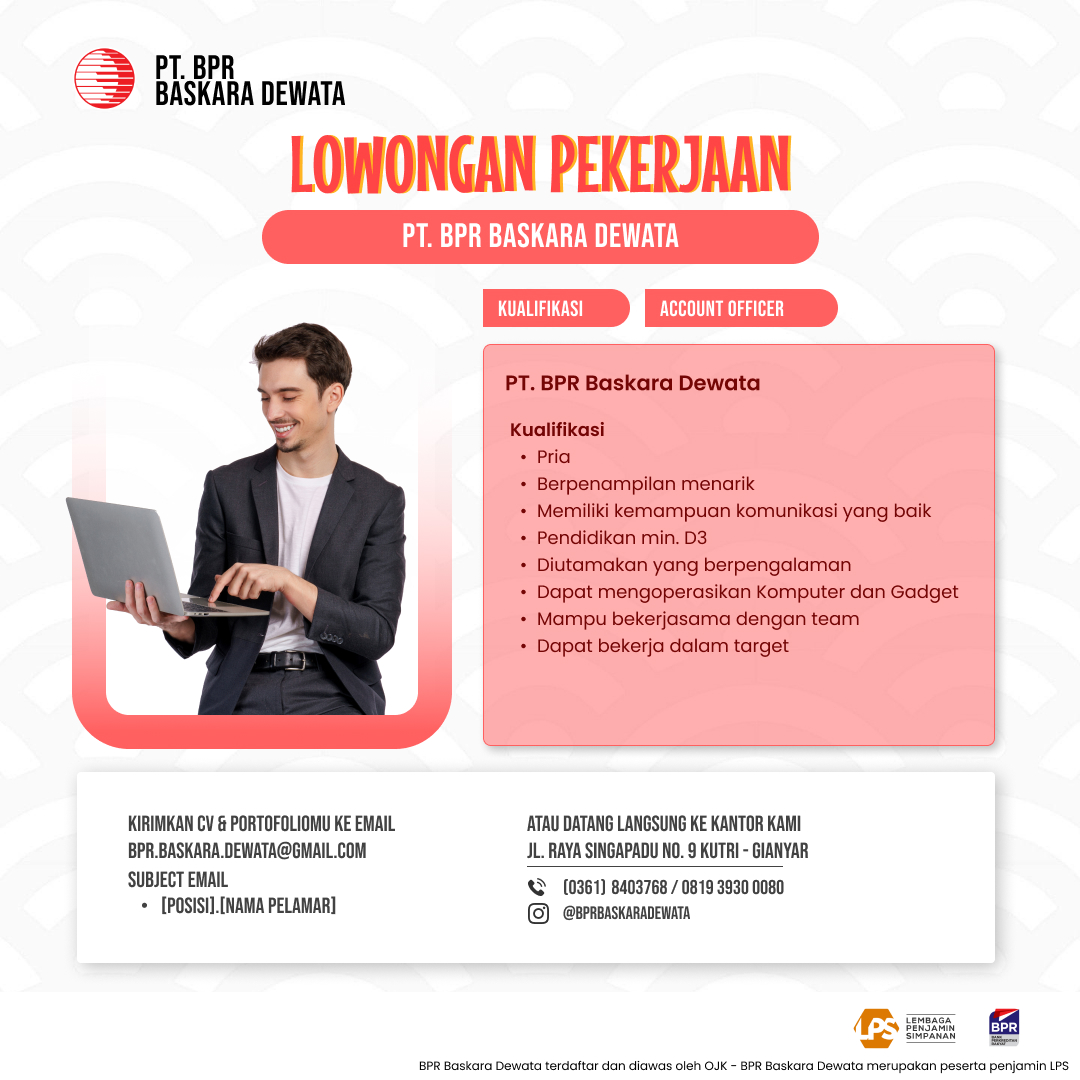 PT. BPR
BASKARA DEWATA
LOWONGAN PEKERJAAN
PT. BPR BASKARA DEWATA
KUALIFIKASI
ACCOUNT OFFICER
PT. BPR Baskara Dewata
Kualifikasi
• Pria
• Berpenampilan menarik
• Memiliki kemampuan komunikasi yang baik
• Pendidikan min. D3
• Diutamakan yang berpengalaman
• Dapat mengoperasikan Komputer dan Gadget
• Mampu bekerjasama dengan team
• Dapat bekerja dalam target
KIRIMKAN CV & PORTOFOLIOMU KE EMAIL
BPR.BASKARA.DEWATA@GMAIL.COM
SUBJECT EMAIL
• [POSISI].[NAMA PELAMAR]
ATAU DATANG LANGSUNG KE KANTOR KAMI
JL. RAYA SINGAPADU NO. 9 KUTRI - GIANYAR
(0361) 8403768 / 0819 3930 0080
@BPRBASKARADEWATA
LPS
LEMBAGA
PENJAMIN
SIMPANAN
BPR
BANK
PERKREDITAN
RAKYAT
BPR Baskara Dewata terdaftar dan diawas oleh OJK - BPR Baskara Dewata merupakan peserta penjamin LPS